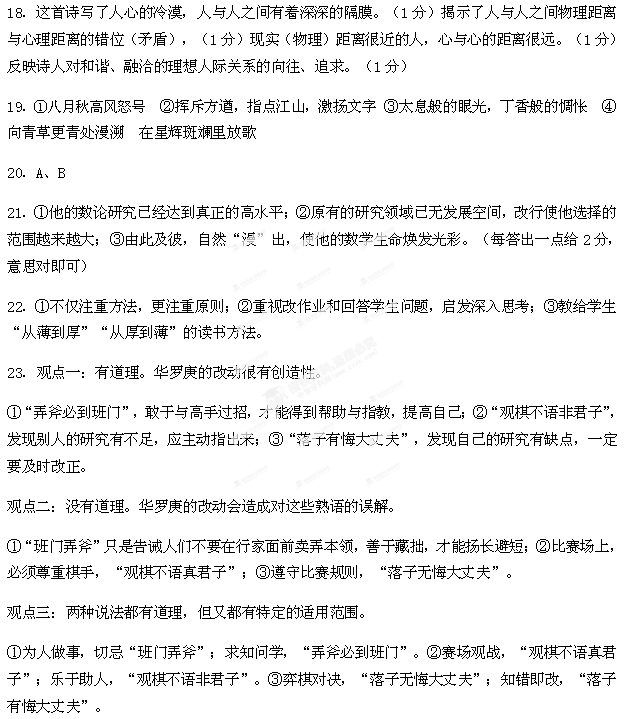 18. 这首诗写了人心的冷漠，人与人之间有着深深的隔膜。（1分）揭示了人与人之间物理距离
与心理距离的错位（矛盾），（1分）现实（物理）距离很近的人，心与心的距离很远。（1分）
反映诗人对和谐、融洽的理想人际关系的向往、追求。（1分）
19. ①八月秋高风怒号　②挥斥方遒，指点江山，激扬文字 ③太息般的眼光，丁香般的惆怅　④
向青草更青处漫溯　在星辉斑斓里放歌
20. A、B
21. ①他的数论研究已经达到真正的高水平；②原有的研究领域已无发展空间，改行使他选择的
范围越来越大；③由此及彼，自然“漫”出，使他的数学生命焕发光彩。（每答出一点给2分，
意思对即可）
22. ①不仅注重方法，更注重原则；②重视改作业和回答学生问题，启发深入思考；③教给学生
“从薄到厚”“从厚到薄”的读书方法。
23. 观点一：有道理。华罗庚的改动很有创造性。
①“弄斧必到班门”，敢于与高手过招，才能得到帮助与指教，提高自己；②“观棋不语非君子”，
发现别人的研究有不足，应主动指出来；③“落子有悔大丈夫”，发现自己的研究有缺点，一定
要及时改正。
观点二：没有道理。华罗庚的改动会造成对这些熟语的误解。
①“班门弄斧”只是告诫人们不要在行家面前卖弄本领，善于藏拙，才能扬长避短；②比赛场上，
必须尊重棋手，“观棋不语真君子”；③遵守比赛规则，“落子无悔大丈夫”。
观点三：两种说法都有道理，但又都有特定的适用范围。
①为人做事，切忌“班门弄斧”；求知问学，“弄斧必到班门”。②赛场观战，“观棋不语真君
子”；乐于助人，“观棋不语非君子”。③弈棋对决，“落子无悔大丈夫”；知错即改，“落子
有悔大丈夫”。